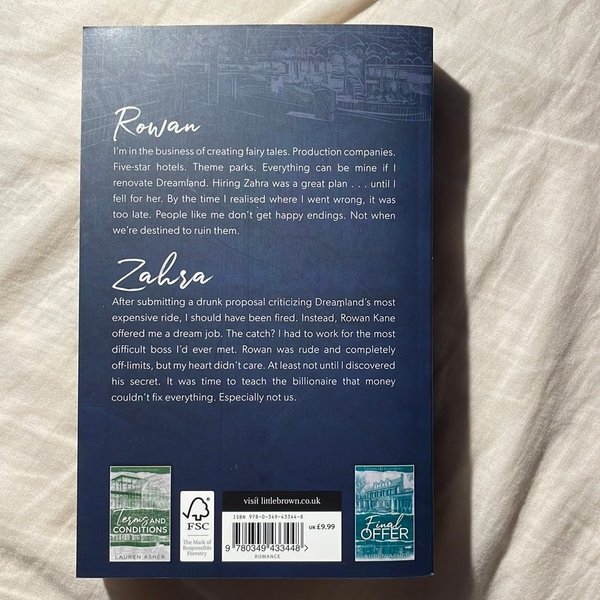 Rowan
I'm in the business of creating fairy tales. Production companies.
Five-star hotels. Theme parks. Everything can be mine if I
renovate Dreamland. Hiring Zahra was a great plan . . . until I
fell for her. By the time I realised where I went wrong, it was
too late. People like me don't get happy endings. Not when
we're destined to ruin them.
Zahra
After submitting a drunk proposal criticizing Dreamland's most
expensive ride, I should have been fired. Instead, Rowan Kane
offered me a dream job. The catch? I had to work for the most
difficult boss I'd ever met. Rowan was rude and completely
off-limits, but my heart didn't care. At least not until I discovered
his secret. It was time to teach the billionaire that money
couldn't fix everything. Especially not us.
Terms AND
CONDITIONS
LAUREN ASHER
FSC
The Mark of
Responsible
Forestry
visit littlebrown.co.uk
ISBN 978-0-349-43344-8
UK £9.99
9 780349 433448 >
ROMANCE
Final
OFFER
LAUREN ASHER